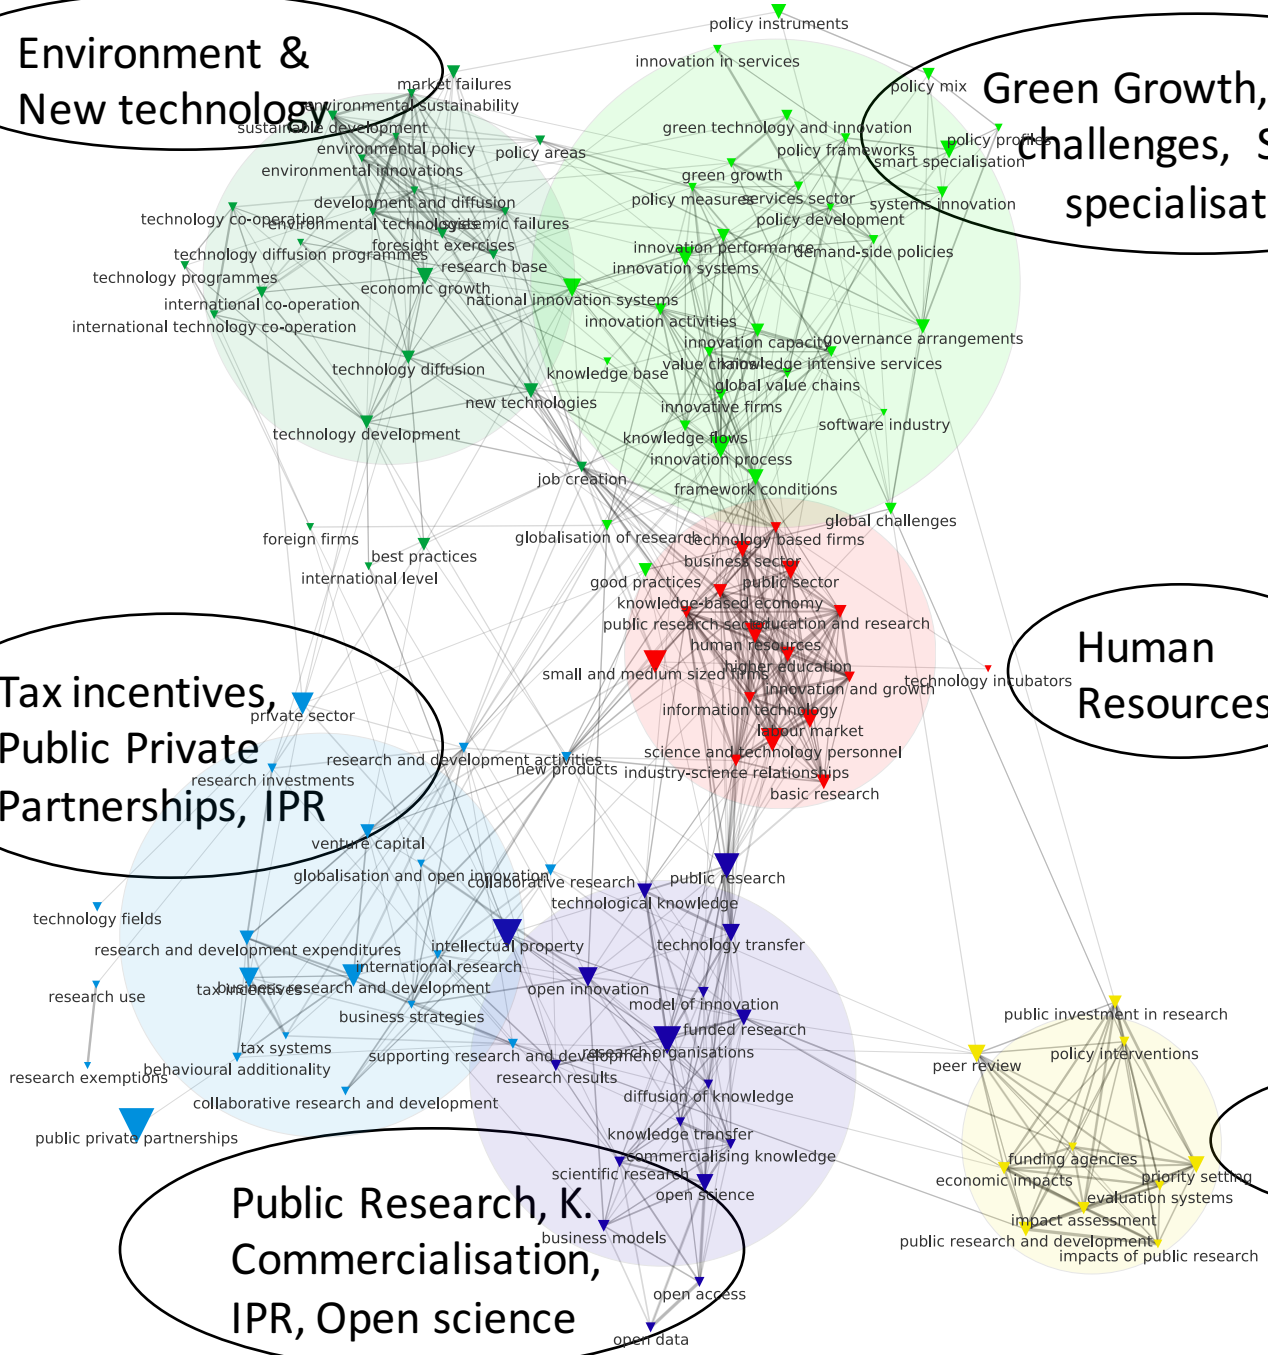 policy instruments
Environment &
New technology
innovation in services
market failures
policy mix
Green Growth,
environmental sustainability
sustainable development
green technology and innovation
policy profiles
challenges, S
environmental policy
policy areas
policy frameworks
smart specialisation
environmental innovations
green growth
specialisat
development and diffusion
policy measures
services sector
systems innovation
technology co-operation
environmental technologies
systemic failures
policy development
foresight exercises
innovation performance
demand-side policies
technology diffusion programmes
research base
innovation systems
technology programmes
economic growth
national innovation systems
international co-operation
innovation activities
international technology co-operation
innovation capacity
governance arrangements
technology diffusion
knowledge base
value chains
knowledge intensive services
global value chains
new technologies
innovative firms
software industry
technology development
knowledge flows
innovation process
job creation
framework conditions
global challenges
foreign firms
globalisation of research
technology based firms
best practices
business sector
international level
good practices
public sector
knowledge-based economy
public research sector
education and research
human resources
Human
Resources
small and medium sized firms
higher education
technology incubators
innovation and growth
Tax incentives,
Public Private
Partnerships, IPR
private sector
information technology
labour market
research and development activities
science and technology personnel
new products
industry-science relationships
research investments
basic research
venture capital
globalisation and open innovation
collaborative research
public research
technological knowledge
technology fields
research and development expenditures
intellectual property
technology transfer
international research
tax incentives
business research and development
open innovation
research use
model of innovation
business strategies
funded research
public investment in research
tax systems
supporting research and development
research organisations
policy interventions
peer review
behavioural additionality
research exemptions
research results
collaborative research and development
diffusion of knowledge
public private partnerships
knowledge transfer
commercialising knowledge
funding agencies
scientific research
economic impacts
priority setting
open science
evaluation systems
Public Research, K.
Commercialisation,
IPR, Open science
business models
impact assessment
public research and development
impacts of public research
open access
open data